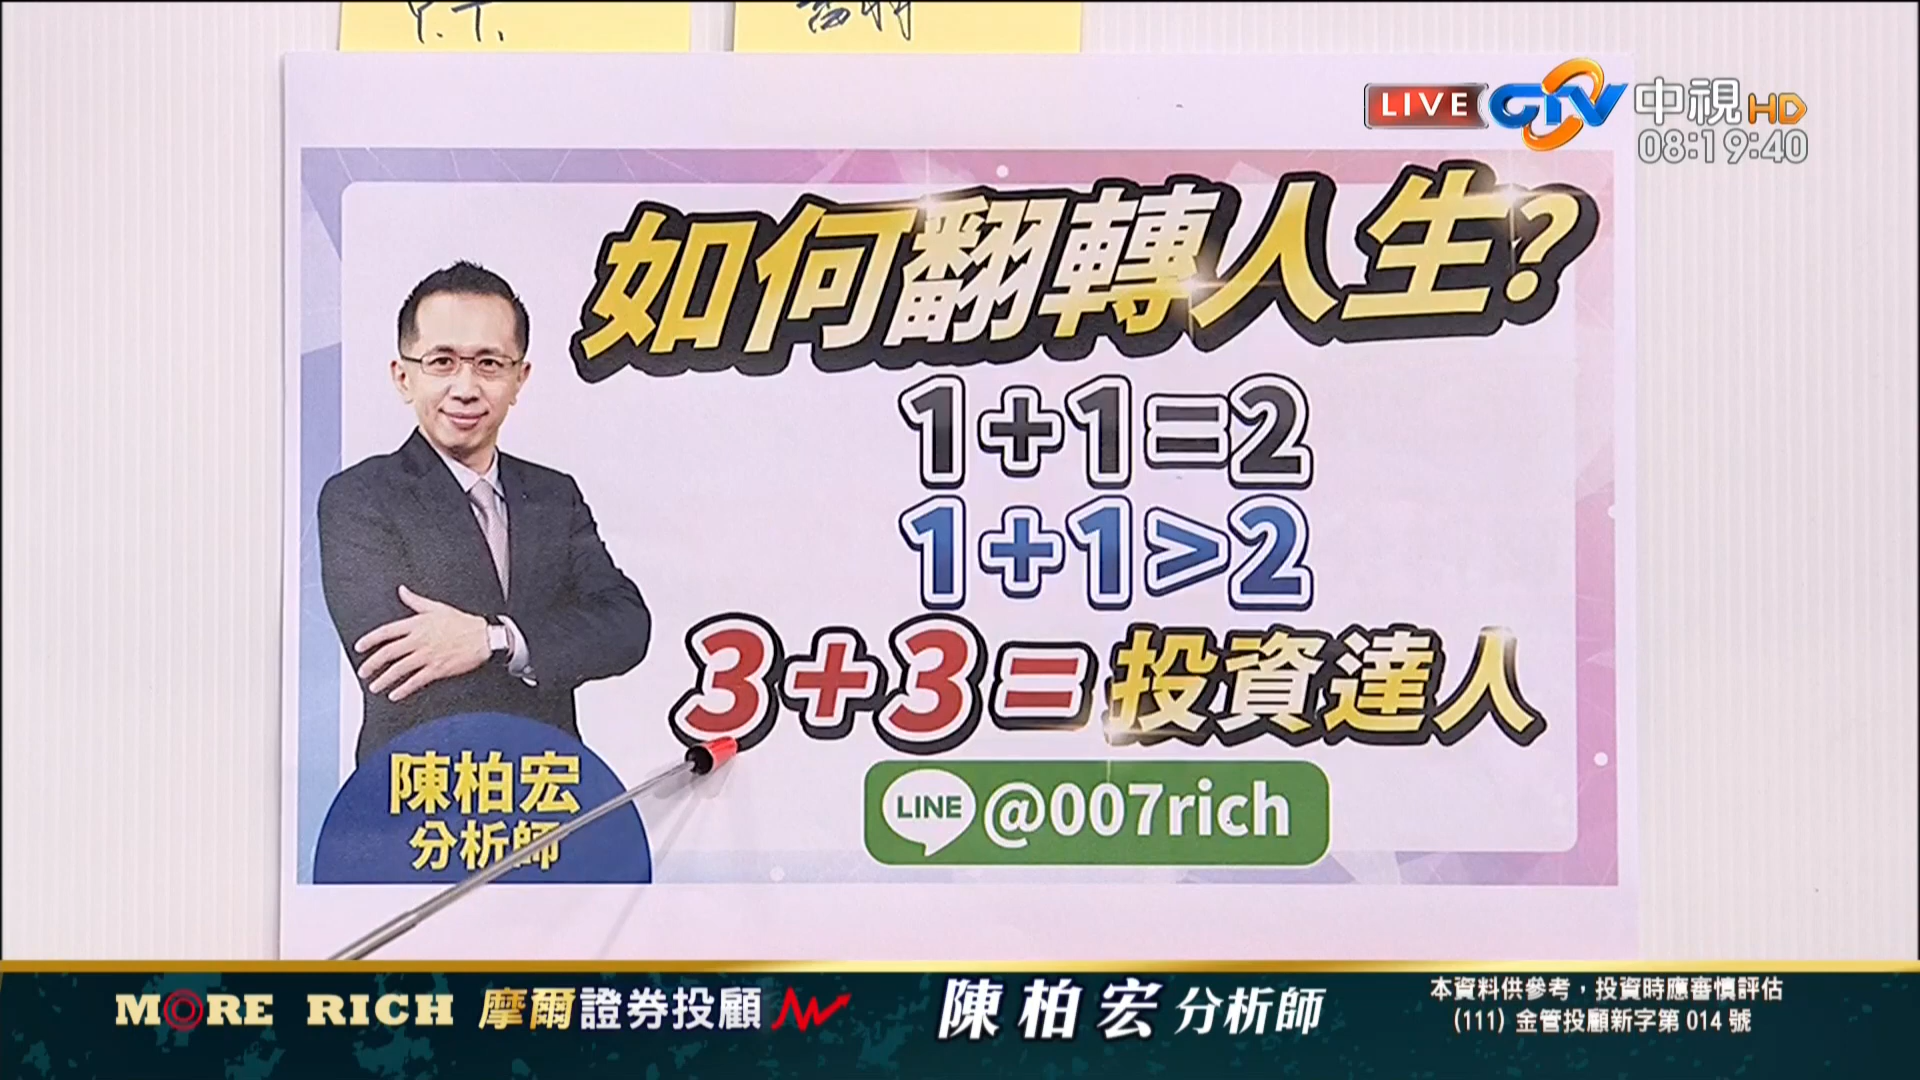 LIVE CTV 中視HD
08:19:40
如何翻轉人生?
1+1=2
1+1>2
3+3=投資達人
陳柏宏
分析師
LINE @007rich
MORE RICH 摩爾證券投顧
陳柏宏 分析師
本資料供參考，投資時應審慎評估
(111) 金管投顧新字第 014 號